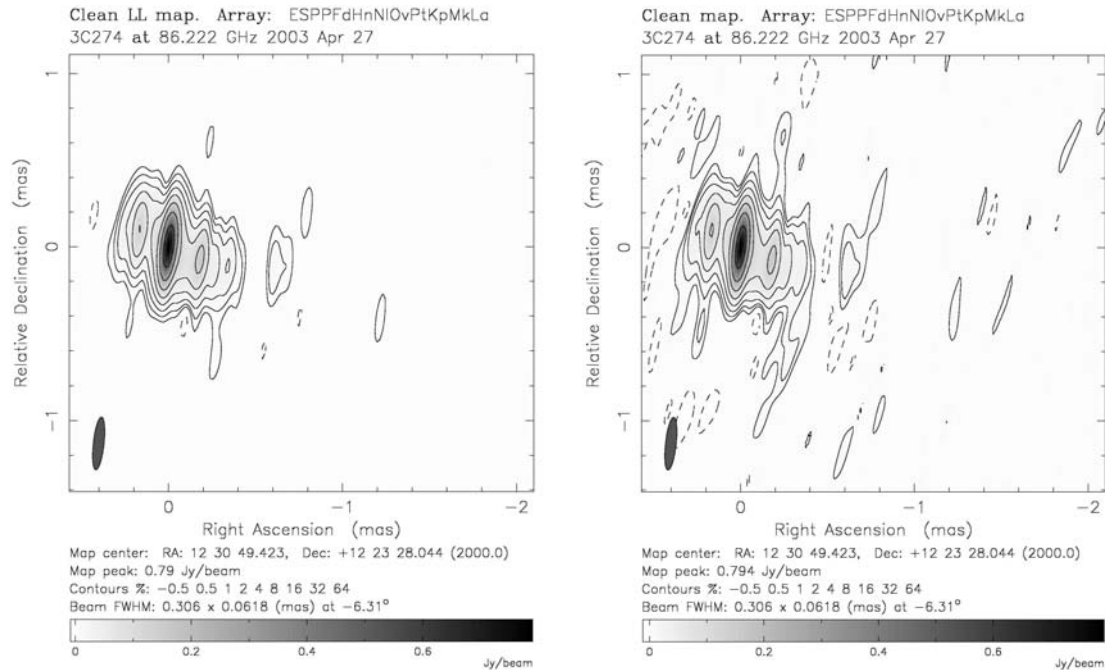 Clean LL map. Array: ESPPFdHnNlOvPtKpMkLa
3C274 at 86.222 GHz 2003 Apr 27
Relative Declination (mas)
1
0
−1
0
−1
−2
Right Ascension (mas)
Map center: RA: 12 30 49.423, Dec: +12 23 28.044 (2000.0)
Map peak: 0.79 Jy/beam
Contours %: −0.5 0.5 1 2 4 8 16 32 64
Beam FWHM: 0.306 x 0.0618 (mas) at −6.31°
0
0.2
0.4
0.6
Jy/beam
Clean map. Array: ESPPFdHnNlOvPtKpMkLa
3C274 at 86.222 GHz 2003 Apr 27
Relative Declination (mas)
1
0
−1
0
−1
−2
Right Ascension (mas)
Map center: RA: 12 30 49.423, Dec: +12 23 28.044 (2000.0)
Map peak: 0.794 Jy/beam
Contours %: −0.5 0.5 1 2 4 8 16 32 64
Beam FWHM: 0.306 x 0.0618 (mas) at −6.31°
0
0.2
0.4
0.6
Jy/beam